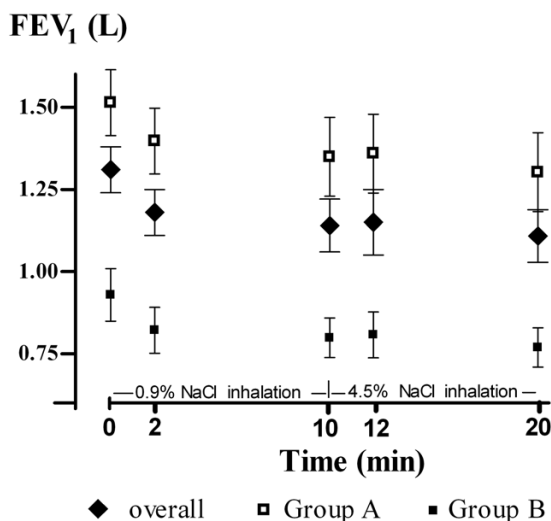 FEV₁ (L)
1.50
1.25
1.00
0.75
0.9% NaCl inhalation
4.5% NaCl inhalation
0 2 10 12 20
Time (min)
overall Group A Group B